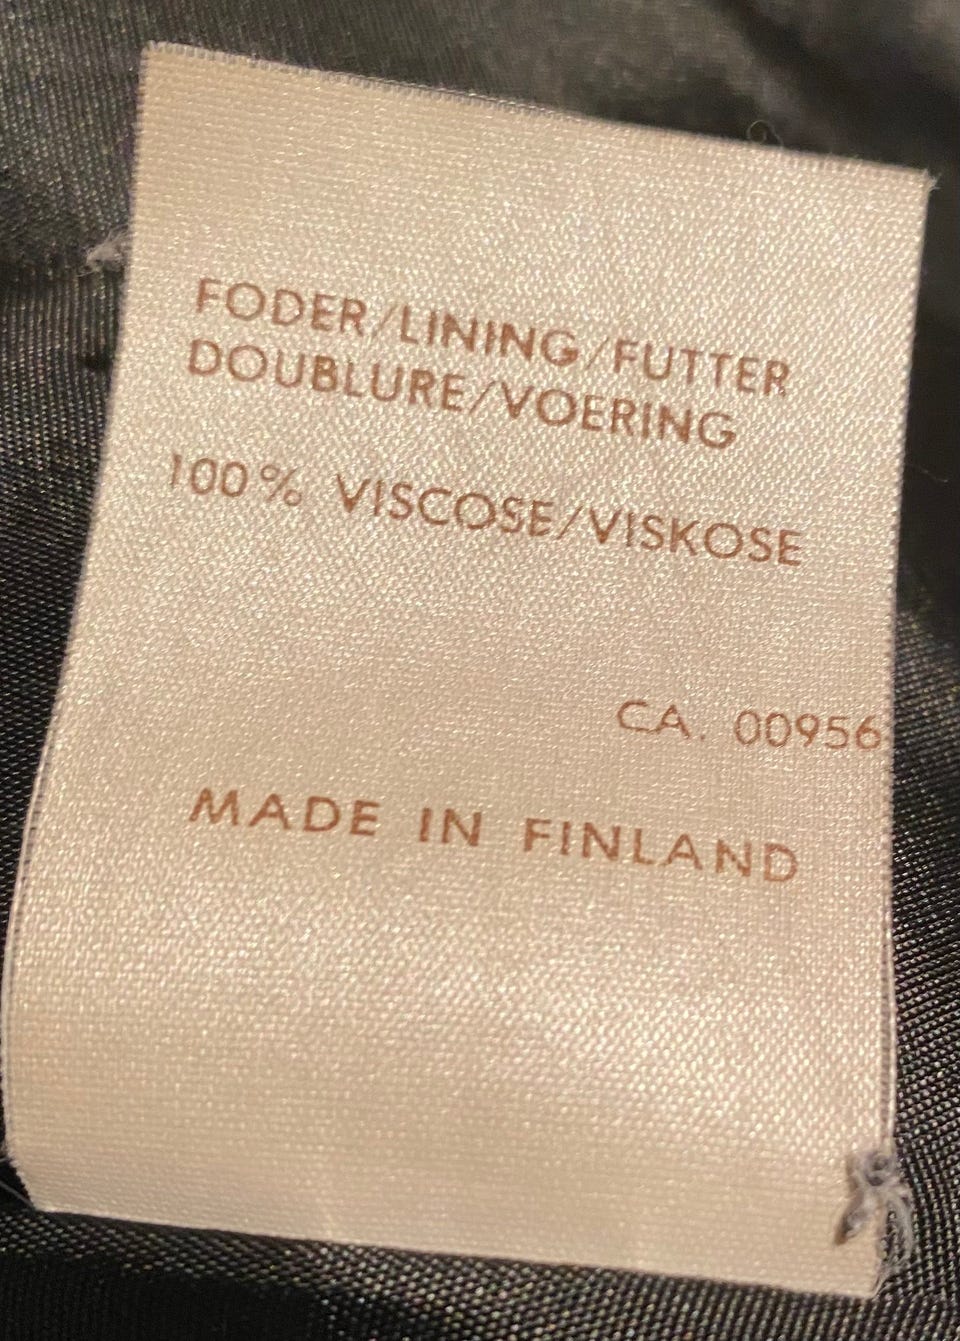 FODER/LINING/FUTTER
DOUBLURE/VOERING
100% VISCOSE/VISKOSE
CA. 00956
MADE IN FINLAND